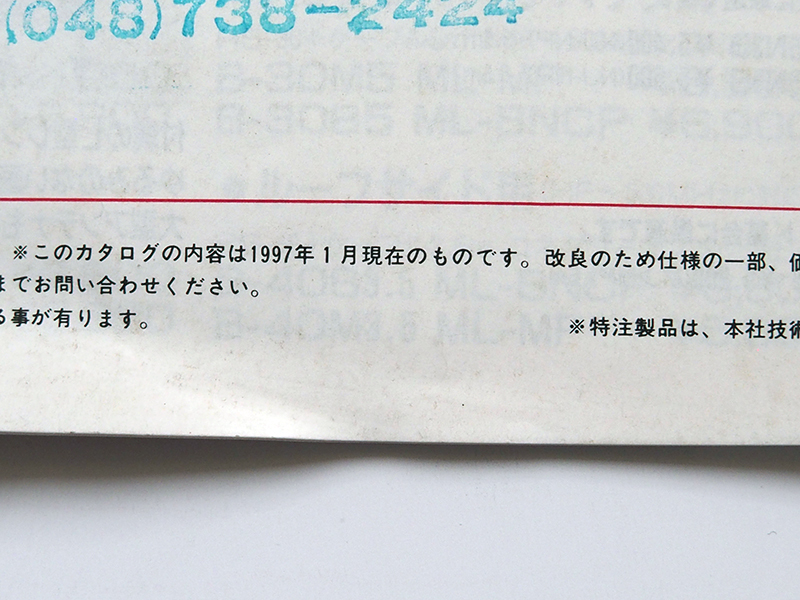 (048)738-2424
※このカタログの内容は1997年1月現在のものです。改良のため仕様の一部、価
までお問い合わせください。
る事が有ります。
※特注製品は、本社技術